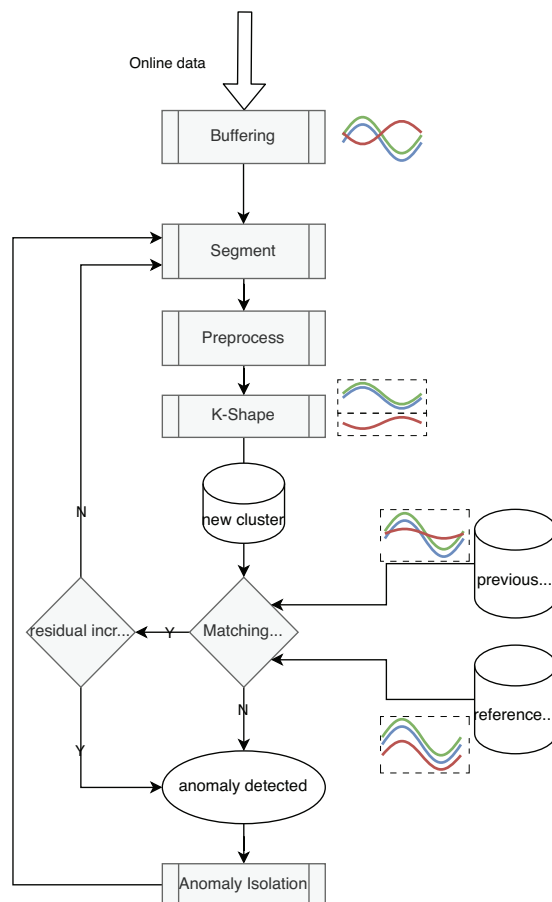 Online data
Buffering
Segment
Preprocess
K-Shape
new cluster
N
previous...
residual incr...
Y
Matching...
reference...
N
Y
anomaly detected
Anomaly Isolation